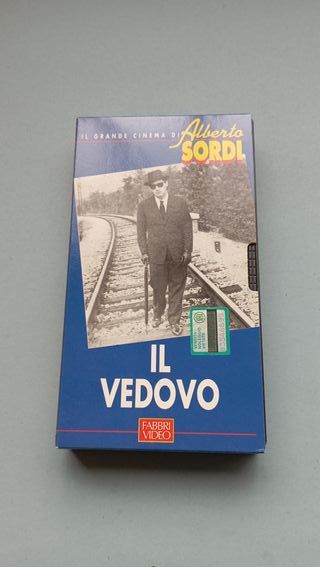 IL GRANDE CINEMA DI
Alberto
SORDI
IL
VEDOVO
FABBRI
VIDEO